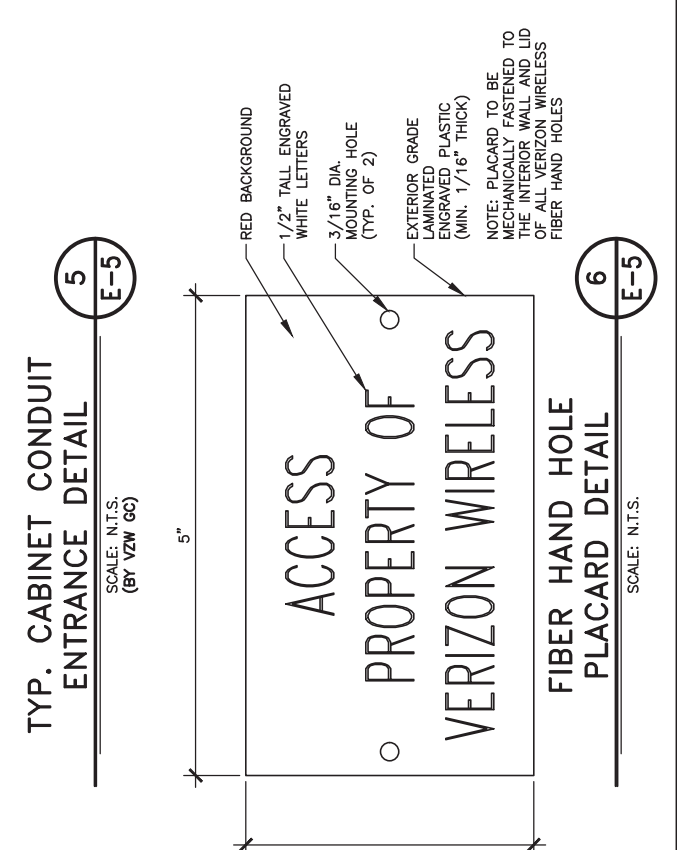 TYP. CABINET CONDUIT
ENTRANCE DETAIL
SCALE: N.T.S.
(BY VZW GC)
5
E-5
5"
ACCESS
PROPERTY OF
VERIZON WIRELESS
RED BACKGROUND
1/2" TALL ENGRAVED
WHITE LETTERS
3/16" DIA.
MOUNTING HOLE
(TYP. OF 2)
EXTERIOR GRADE
LAMINATED
ENGRAVED PLASTIC
(MIN. 1/16" THICK)
NOTE: PLACARD TO BE
MECHANICALLY FASTENED TO
THE INTERIOR WALL AND LID
OF ALL VERIZON WIRELESS
FIBER HAND HOLES
FIBER HAND HOLE
PLACARD DETAIL
SCALE: N.T.S.
6
E-5